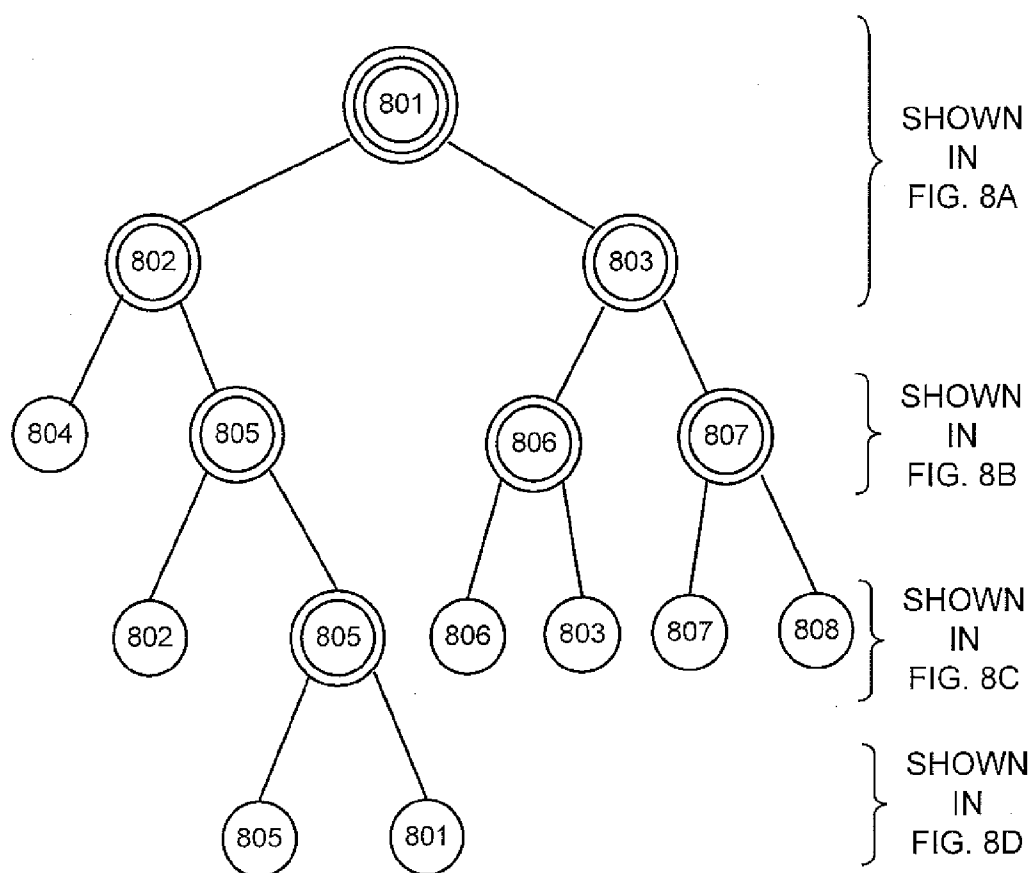 801
SHOWN
IN
FIG. 8A
802
803
804
805
806
807
SHOWN
IN
FIG. 8B
802
805
806
803
807
808
SHOWN
IN
FIG. 8C
805
801
SHOWN
IN
FIG. 8D